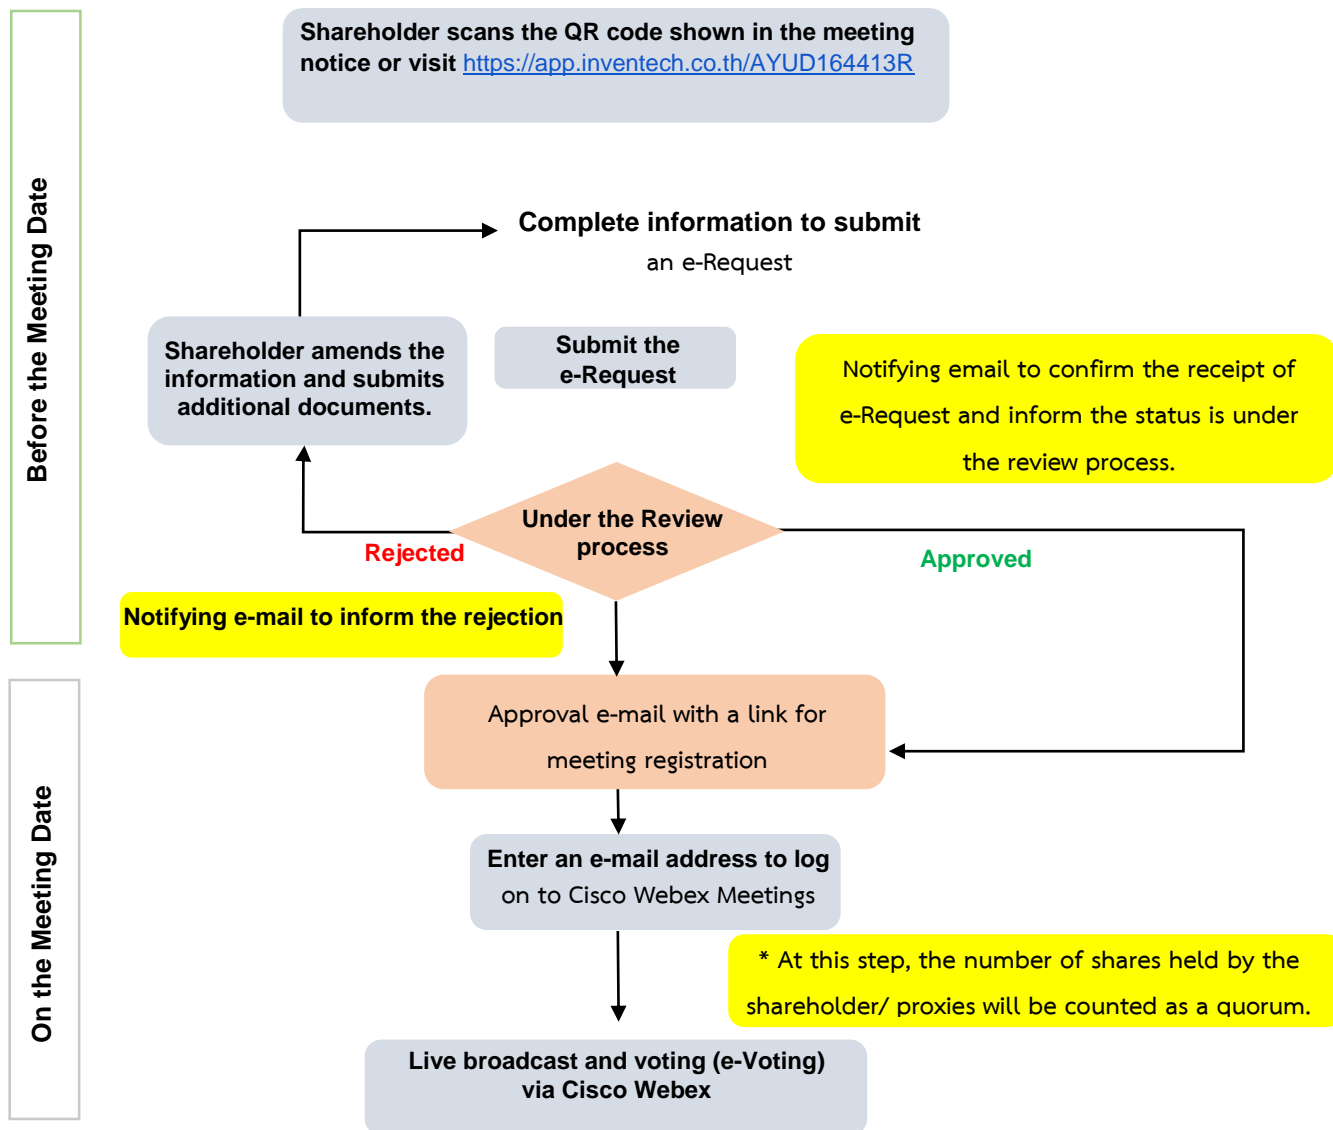 Before the Meeting Date
Shareholder scans the QR code shown in the meeting
notice or visit https://app.inventech.co.th/AYUD164413R
Complete information to submit
an e-Request
Shareholder amends the
information and submits
additional documents.
Submit the
e-Request
Notifying email to confirm the receipt of
e-Request and inform the status is under
the review process.
Under the Review
process
Rejected
Approved
Notifying e-mail to inform the rejection
On the Meeting Date
Approval e-mail with a link for
meeting registration
Enter an e-mail address to log
on to Cisco Webex Meetings
* At this step, the number of shares held by the
shareholder/ proxies will be counted as a quorum.
Live broadcast and voting (e-Voting)
via Cisco Webex